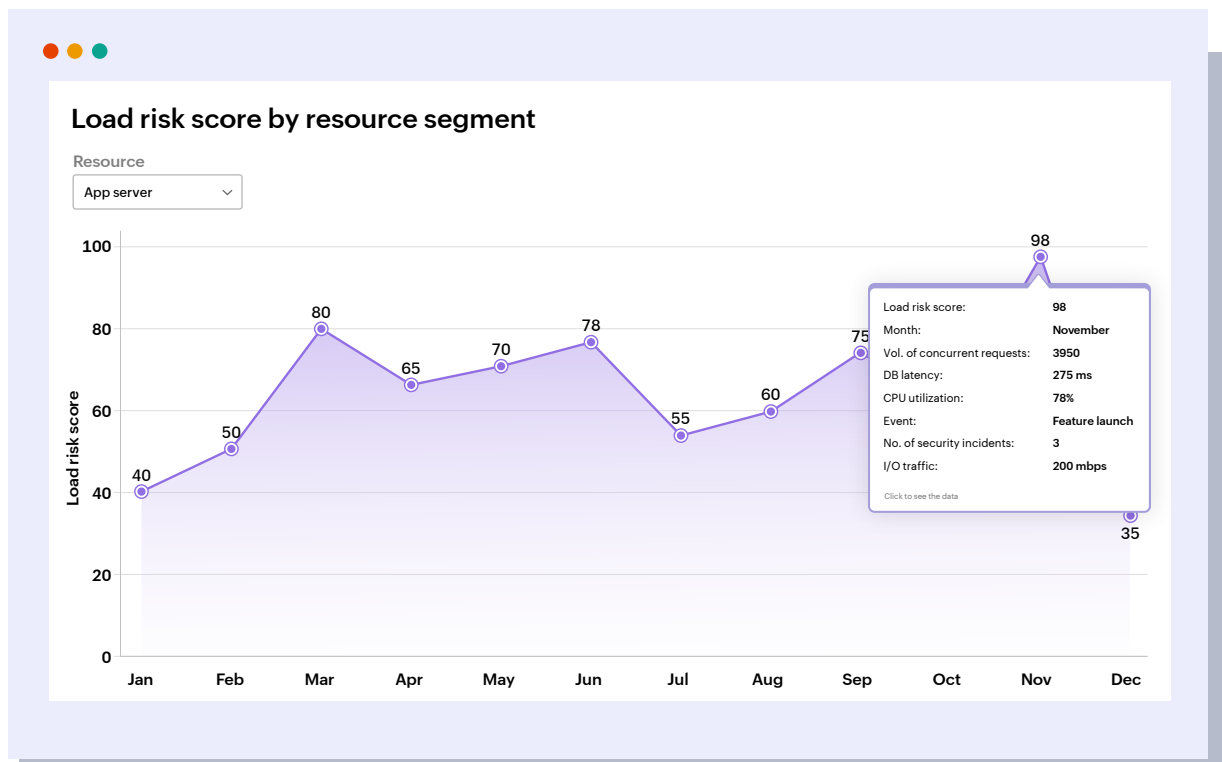 Load risk score by resource segment
Resource
App server
Load risk score
100
80
60
40
20
0
40
50
80
65
70
78
55
60
75
98
35
Load risk score: 98
Month: November
Vol. of concurrent requests: 3950
DB latency: 275 ms
CPU utilization: 78%
Event: Feature launch
No. of security incidents: 3
I/O traffic: 200 mbps
Click to see the data
Jan Feb Mar Apr May Jun Jul Aug Sep Oct Nov Dec